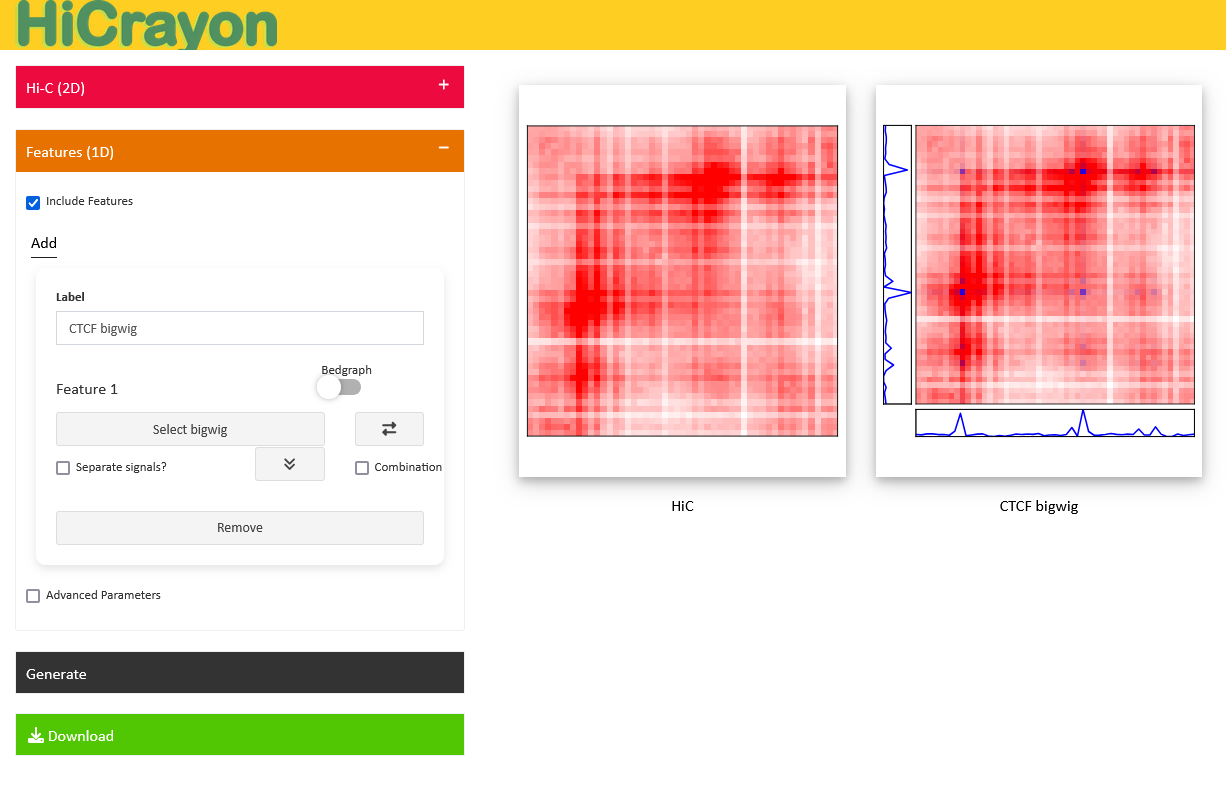 HiCrayon
Hi-C (2D)
+
Features (1D)
−
Include Features
Add
Label
CTCF bigwig
Bedgraph
Feature 1
Select bigwig
Separate signals?
Combination
Remove
Advanced Parameters
Generate
Download
HiC
CTCF bigwig